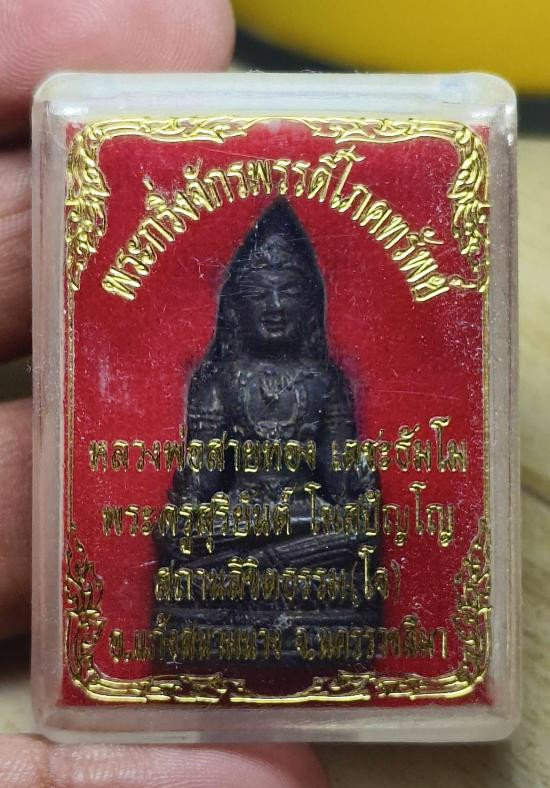 พระกริ่งจักรพรรดิ์โภคทรัพย์
หลวงพ่อสายทอง เตชะธัมโม
พระครูสุริยันต์ โฆสปัญโญ
สถานลิขิตธรรม(โจ)
อ.แก้งสนามนาง จ.นครราชสีมา